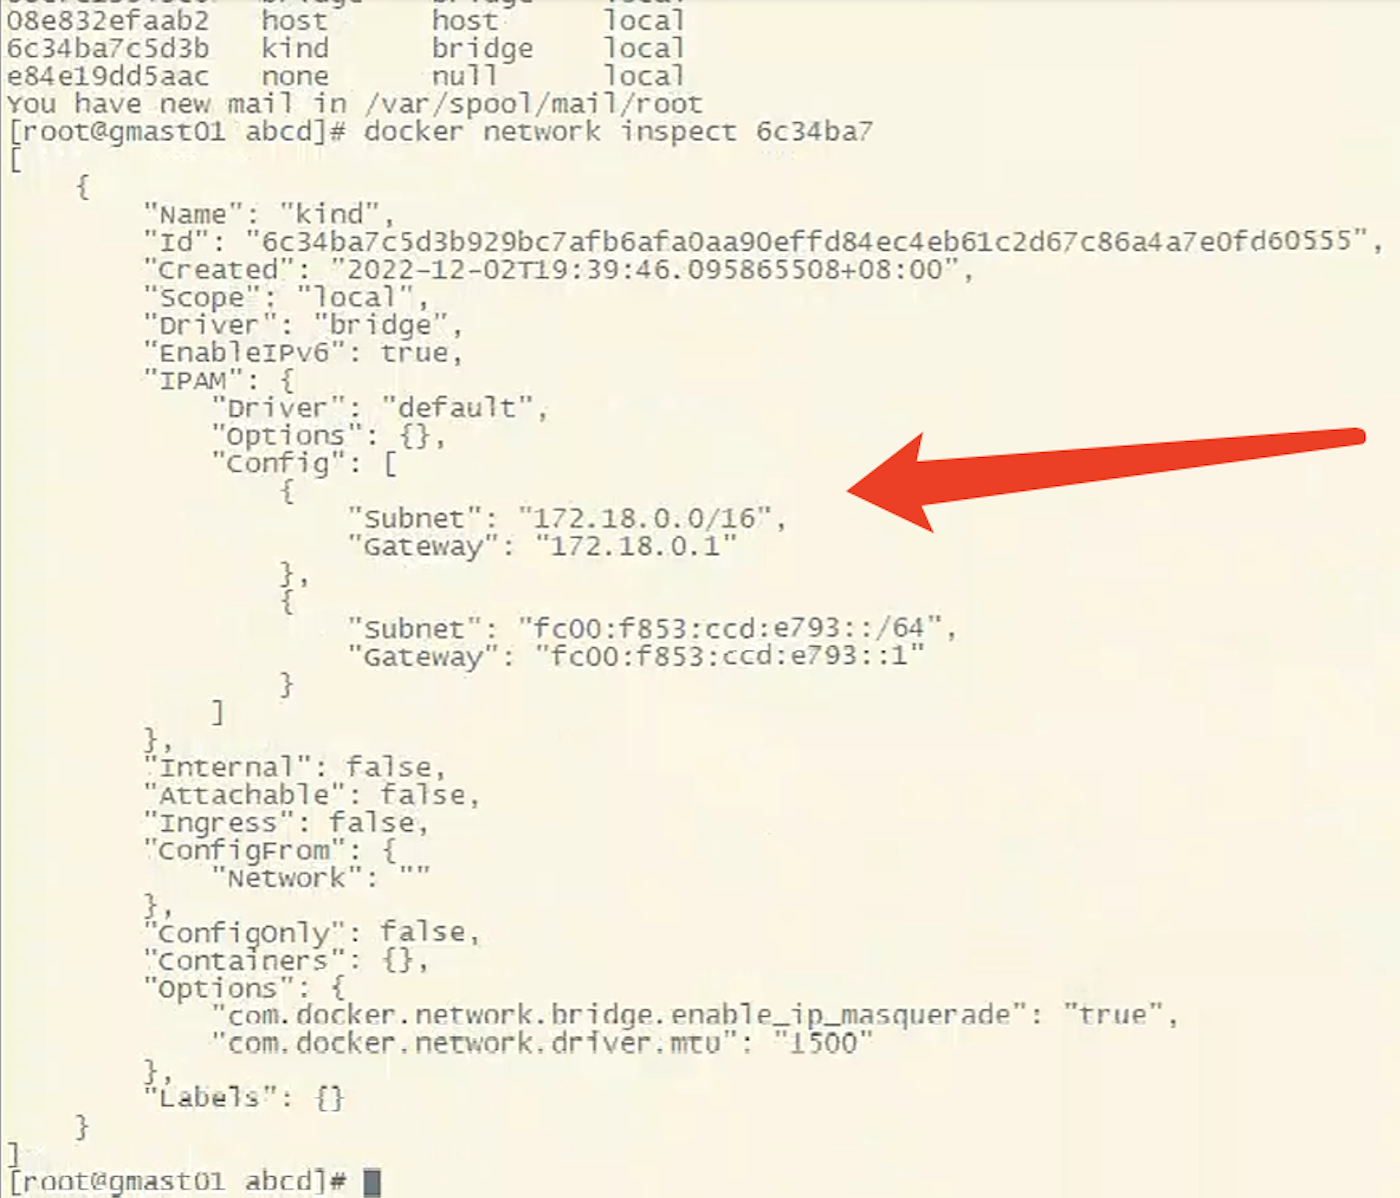 08e832efaab2   host      host      local
6c34ba7c5d3b   kind      bridge    local
e84e19dd5aac   none      null      local
You have new mail in /var/spool/mail/root
[root@gmast01 abcd]# docker network inspect 6c34ba7
[
    {
        "Name": "kind",
        "Id": "6c34ba7c5d3b929bc7afb6afa0aa90effd84ec4eb61c2d67c86a4a7e0fd60555",
        "Created": "2022-12-02T19:39:46.095865508+08:00",
        "Scope": "local",
        "Driver": "bridge",
        "EnableIPv6": true,
        "IPAM": {
            "Driver": "default",
            "Options": {},
            "Config": [
                {
                    "Subnet": "172.18.0.0/16",
                    "Gateway": "172.18.0.1"
                },
                {
                    "Subnet": "fc00:f853:ccd:e793::/64",
                    "Gateway": "fc00:f853:ccd:e793::1"
                }
            ]
        },
        "Internal": false,
        "Attachable": false,
        "Ingress": false,
        "ConfigFrom": {
            "Network": ""
        },
        "ConfigOnly": false,
        "Containers": {},
        "Options": {
            "com.docker.network.bridge.enable_ip_masquerade": "true",
            "com.docker.network.driver.mtu": "1500"
        },
        "Labels": {}
    }
]
[root@gmast01 abcd]#